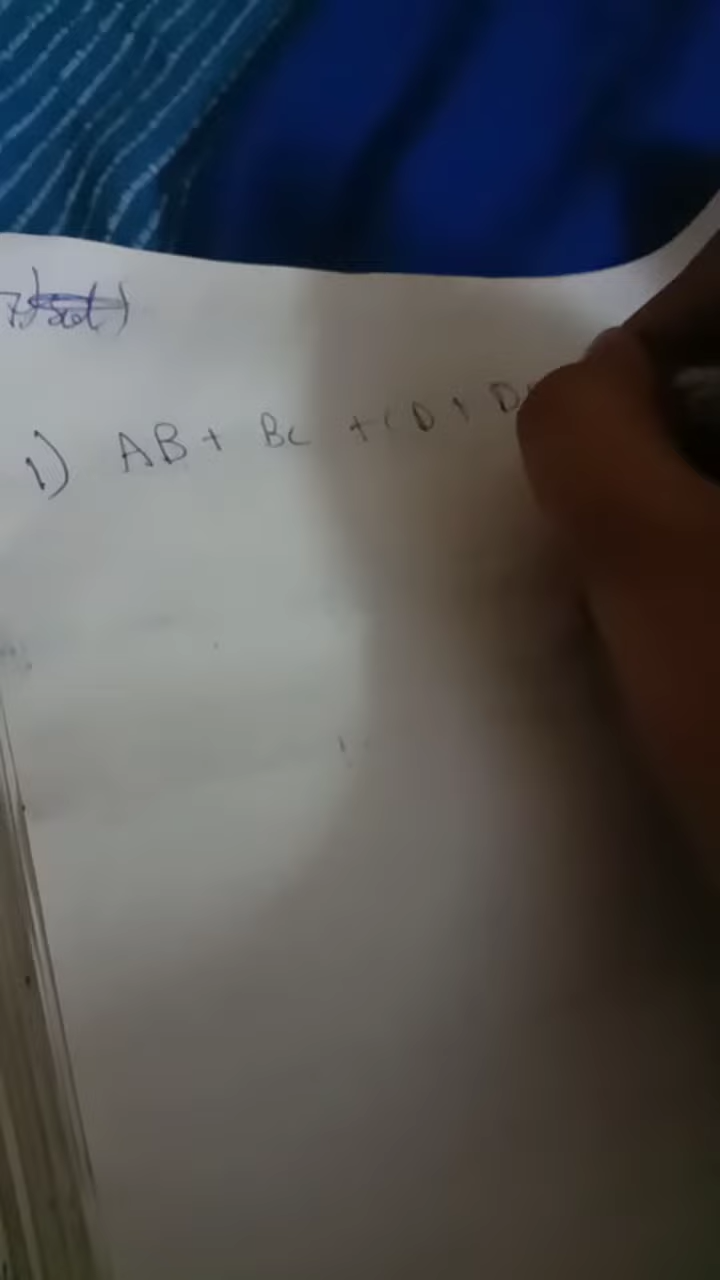 1) AB + BC + CD + D